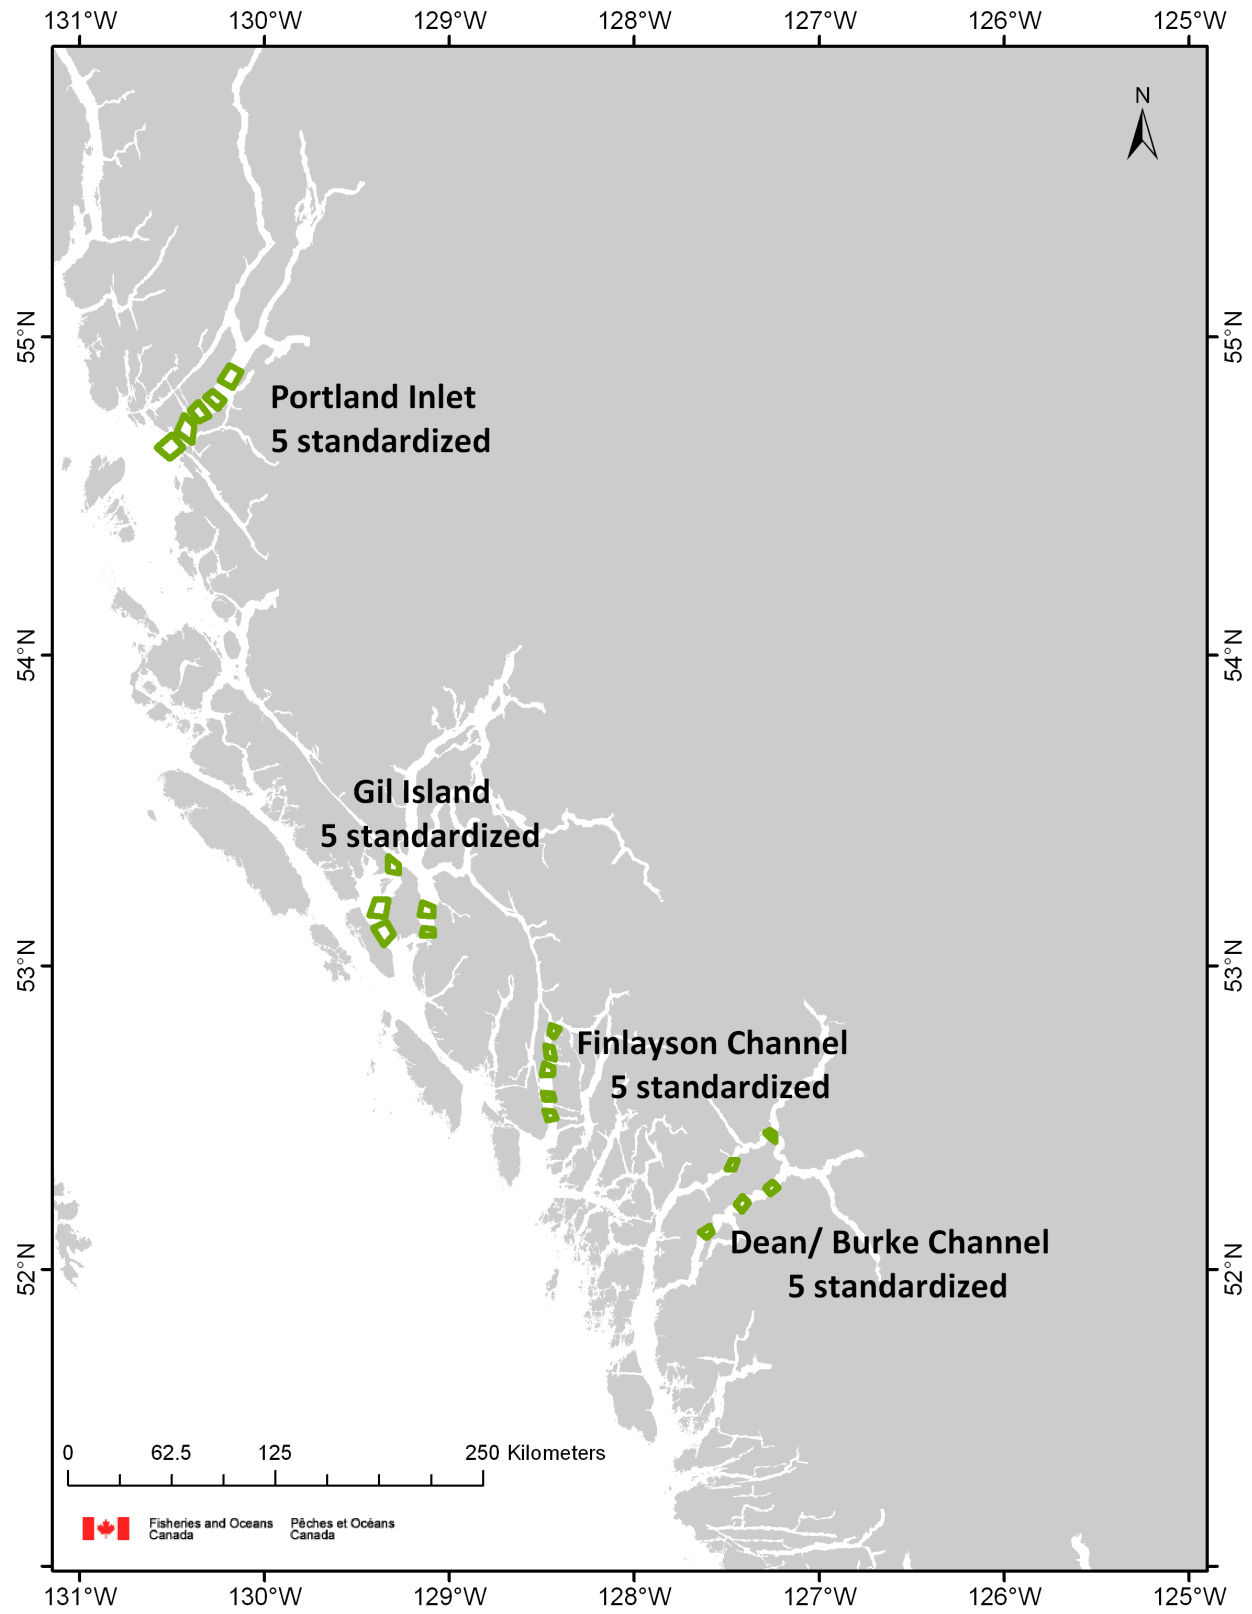 131°W 130°W 129°W 128°W 127°W 126°W 125°W
N
55°N 55°N
Portland Inlet
5 standardized
54°N 54°N
Gil Island
5 standardized
53°N 53°N
Finlayson Channel
5 standardized
Dean/ Burke Channel
5 standardized
52°N 52°N
0 62.5 125 250 Kilometers
Fisheries and Oceans Pêches et Océans
Canada Canada
131°W 130°W 129°W 128°W 127°W 126°W 125°W